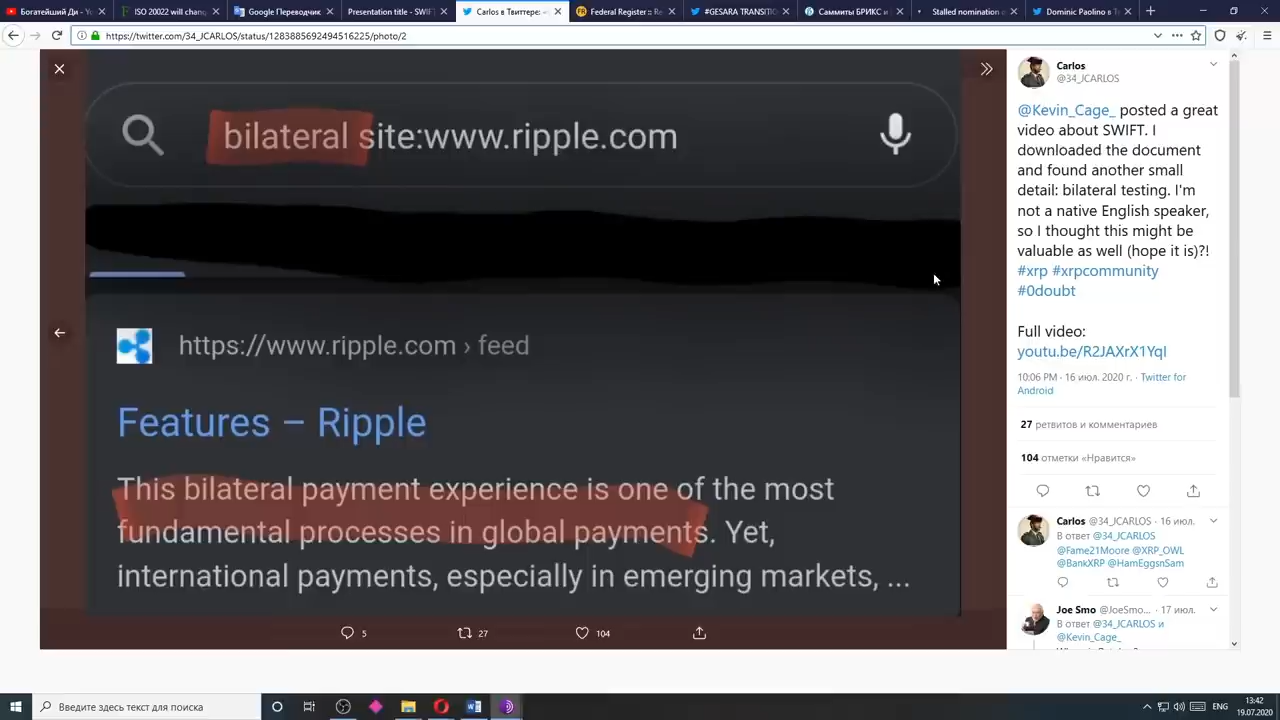 Богатейший Ди - Y
ISO 20022 will chang
Google Переводчик
Presentation title - SWIFT
Carlos в Твиттере: «
Federal Register :: Re
#GESARA TRANSITIO
Саммиты БРИКС и
Stalled nomination o
Dominic Paolino в Т
https://twitter.com/34_JCARLOS/status/1283885692494516225/photo/2
bilateral site:www.ripple.com
https://www.ripple.com › feed
Features – Ripple
This bilateral payment experience is one of the most
fundamental processes in global payments. Yet,
international payments, especially in emerging markets, ...
5
27
104
Carlos
@34_JCARLOS
@Kevin_Cage_ posted a great
video about SWIFT. I
downloaded the document
and found another small
detail: bilateral testing. I'm
not a native English speaker,
so I thought this might be
valuable as well (hope it is)?!
#xrp #xrpcommunity
#0doubt
Full video:
youtu.be/R2JAXrX1YqI
10:06 PM · 16 июл. 2020 г. · Twitter for
Android
27 ретвитов и комментариев
104 отметки «Нравится»
Carlos @34_JCARLOS · 16 июл.
В ответ @34_JCARLOS
@Fame21Moore @XRP_OWL
@BankXRP @HamEggsnSam
Joe Smo @JoeSmo... · 17 июл.
В ответ @34_JCARLOS и
@Kevin_Cage_
Введите здесь текст для поиска
ENG
13:42
19.07.2020